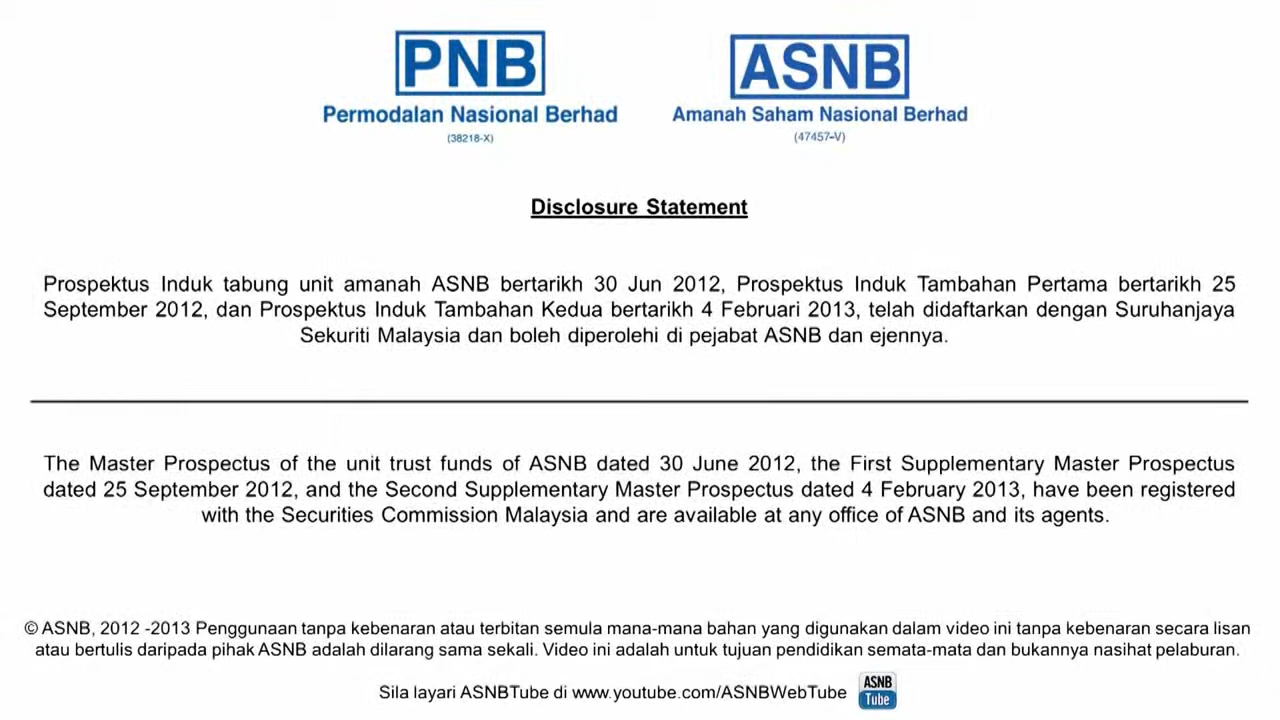 PNB
Permodalan Nasional Berhad
(38218-X)
ASNB
Amanah Saham Nasional Berhad
(47457-V)
Disclosure Statement
Prospektus Induk tabung unit amanah ASNB bertarikh 30 Jun 2012, Prospektus Induk Tambahan Pertama bertarikh 25
September 2012, dan Prospektus Induk Tambahan Kedua bertarikh 4 Februari 2013, telah didaftarkan dengan Suruhanjaya
Sekuriti Malaysia dan boleh diperolehi di pejabat ASNB dan ejennya.
The Master Prospectus of the unit trust funds of ASNB dated 30 June 2012, the First Supplementary Master Prospectus
dated 25 September 2012, and the Second Supplementary Master Prospectus dated 4 February 2013, have been registered
with the Securities Commission Malaysia and are available at any office of ASNB and its agents.
© ASNB, 2012 -2013 Penggunaan tanpa kebenaran atau terbitan semula mana-mana bahan yang digunakan dalam video ini tanpa kebenaran secara lisan
atau bertulis daripada pihak ASNB adalah dilarang sama sekali. Video ini adalah untuk tujuan pendidikan semata-mata dan bukannya nasihat pelaburan.
Sila layari ASNBTube di www.youtube.com/ASNBWebTube
ASNB
Tube